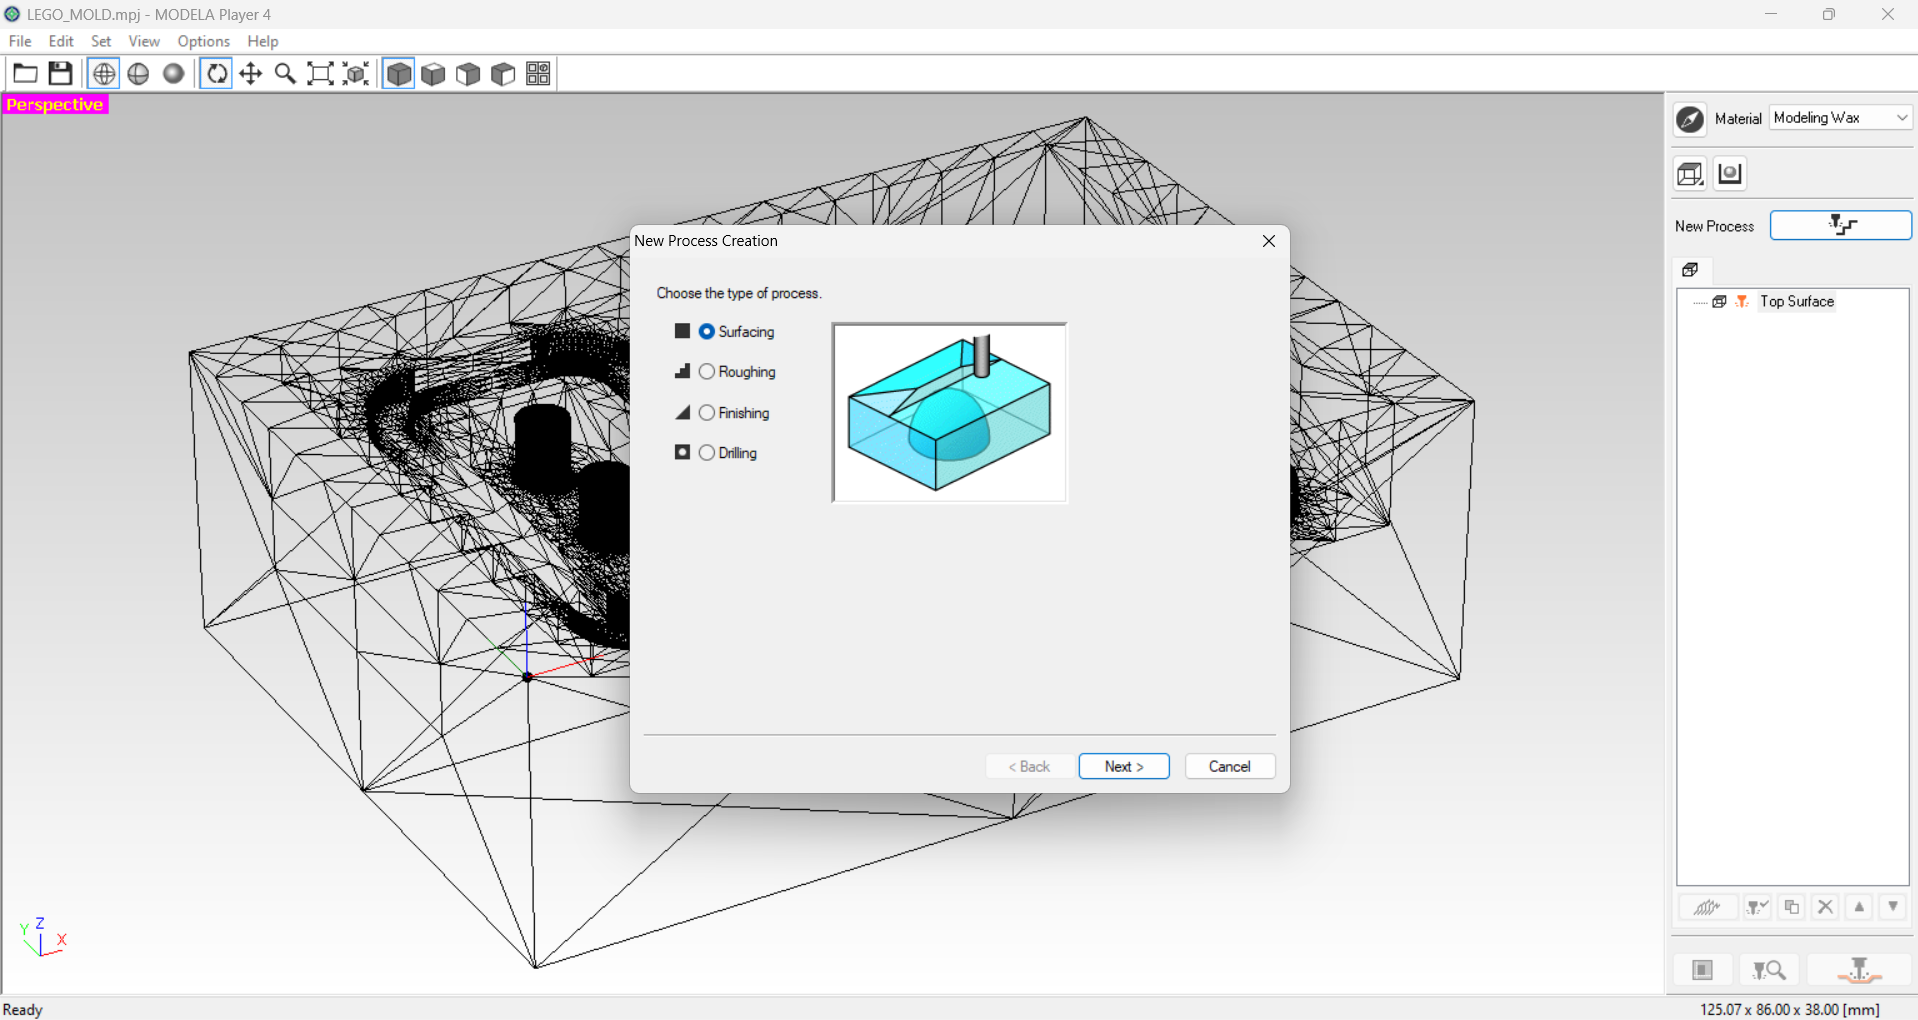 LEGO_MOLD.mpj - MODELA Player 4
File Edit Set View Options Help
Perspective
Material Modeling Wax
New Process
Top Surface
New Process Creation
Choose the type of process.
Surfacing
Roughing
Finishing
Drilling
< Back Next > Cancel
Z
Y
X
Ready
125.07 x 86.00 x 38.00 [mm]